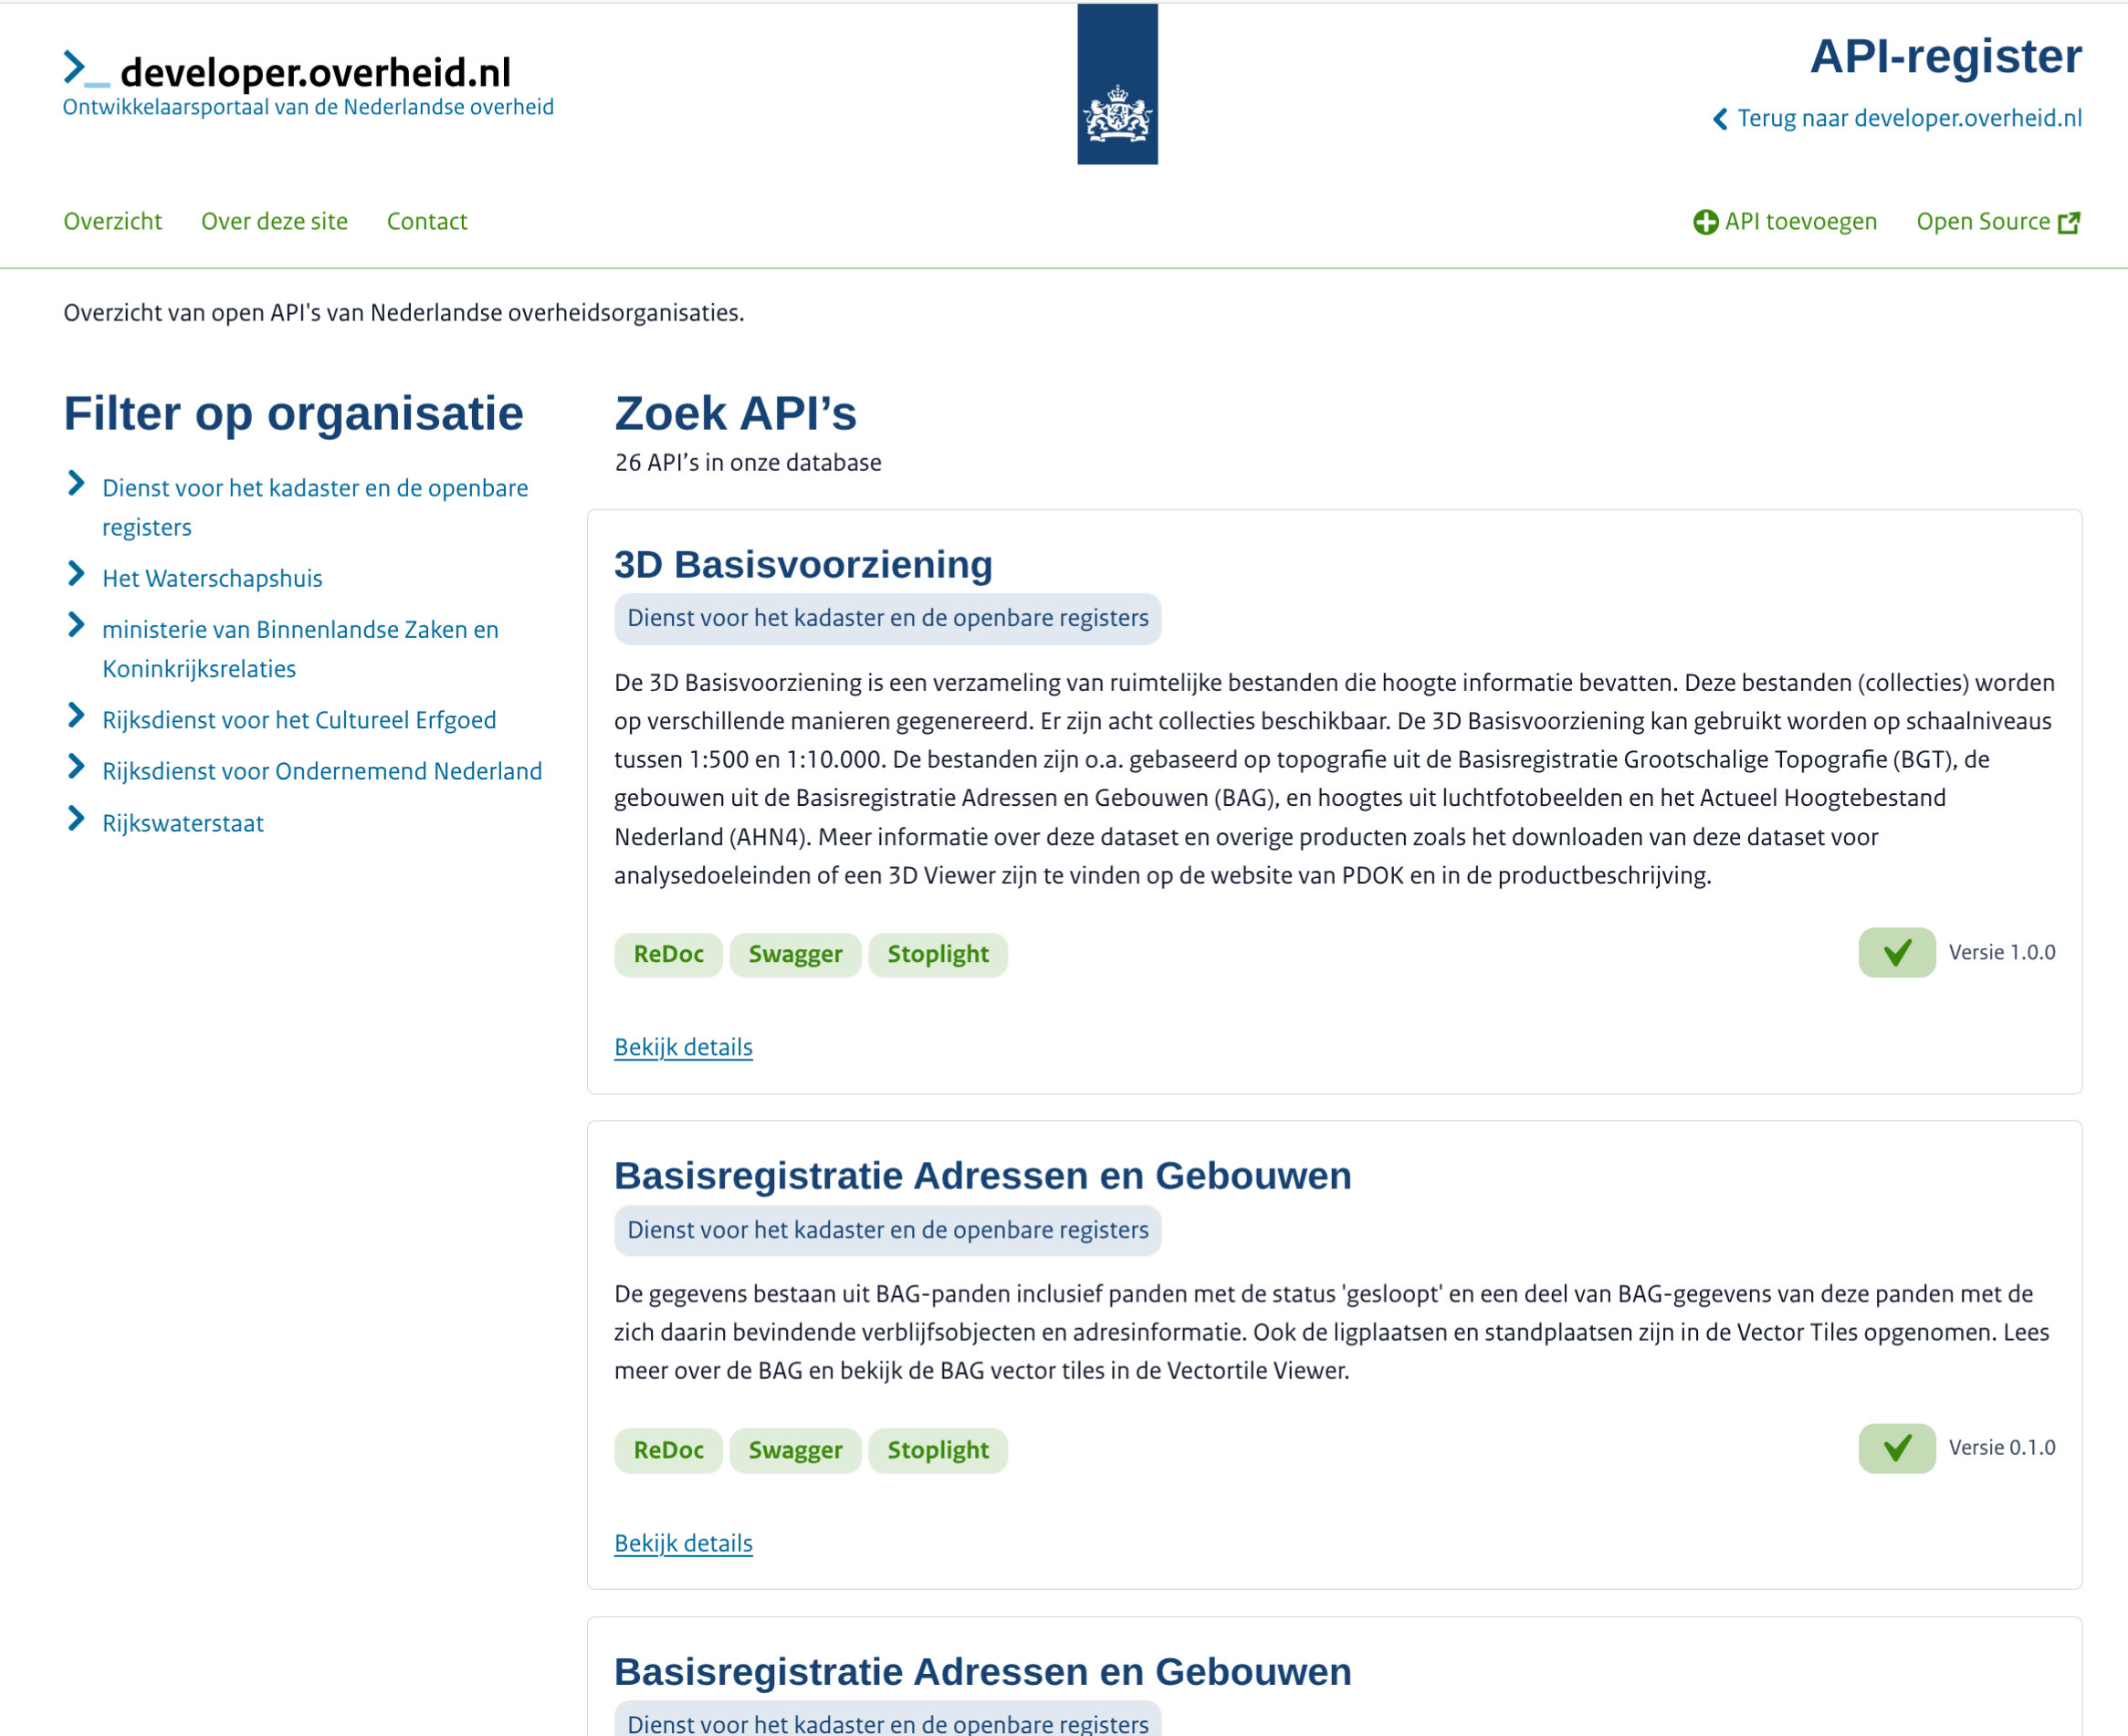 >_ developer.overheid.nl
Ontwikkelaarsportaal van de Nederlandse overheid
API-register
Terug naar developer.overheid.nl
Overzicht
Over deze site
Contact
API toevoegen
Open Source
Overzicht van open API's van Nederlandse overheidsorganisaties.
Filter op organisatie
Dienst voor het kadaster en de openbare
registers
Het Waterschapshuis
ministerie van Binnenlandse Zaken en
Koninkrijksrelaties
Rijksdienst voor het Cultureel Erfgoed
Rijksdienst voor Ondernemend Nederland
Rijkswaterstaat
Zoek API’s
26 API’s in onze database
3D Basisvoorziening
Dienst voor het kadaster en de openbare registers
De 3D Basisvoorziening is een verzameling van ruimtelijke bestanden die hoogte informatie bevatten. Deze bestanden (collecties) worden
op verschillende manieren gegenereerd. Er zijn acht collecties beschikbaar. De 3D Basisvoorziening kan gebruikt worden op schaalniveaus
tussen 1:500 en 1:10.000. De bestanden zijn o.a. gebaseerd op topografie uit de Basisregistratie Grootschalige Topografie (BGT), de
gebouwen uit de Basisregistratie Adressen en Gebouwen (BAG), en hoogtes uit luchtfotobeelden en het Actueel Hoogtebestand
Nederland (AHN4). Meer informatie over deze dataset en overige producten zoals het downloaden van deze dataset voor
analysedoeleinden of een 3D Viewer zijn te vinden op de website van PDOK en in de productbeschrijving.
ReDoc
Swagger
Stoplight
Versie 1.0.0
Bekijk details
Basisregistratie Adressen en Gebouwen
Dienst voor het kadaster en de openbare registers
De gegevens bestaan uit BAG-panden inclusief panden met de status 'gesloopt' en een deel van BAG-gegevens van deze panden met de
zich daarin bevindende verblijfsobjecten en adresinformatie. Ook de ligplaatsen en standplaatsen zijn in de Vector Tiles opgenomen. Lees
meer over de BAG en bekijk de BAG vector tiles in de Vectortile Viewer.
ReDoc
Swagger
Stoplight
Versie 0.1.0
Bekijk details
Basisregistratie Adressen en Gebouwen
Dienst voor het kadaster en de openbare registers